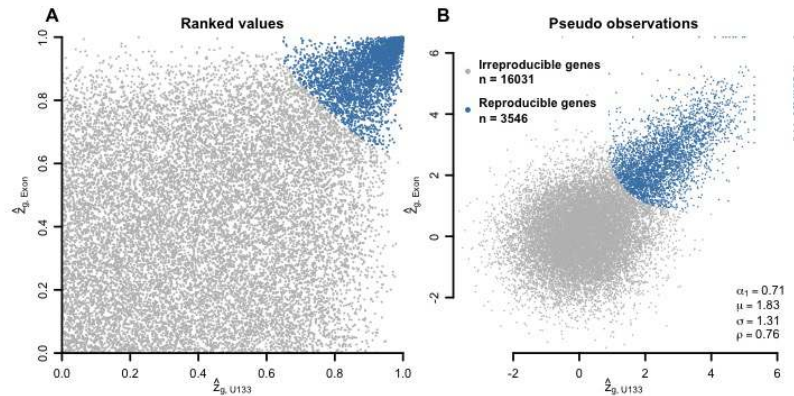 A
Ranked values
1.0
0.8
0.6
0.4
0.2
0.0
Ẑg, Exon
0.0
0.2
0.4
0.6
0.8
1.0
Ẑg, U133
B
Pseudo observations
6
4
2
0
-2
Ẑg, Exon
Irreproducible genes
n = 16031
Reproducible genes
n = 3546
α1 = 0.71
μ = 1.83
σ = 1.31
ρ = 0.76
-2
0
2
4
6
Ẑg, U133